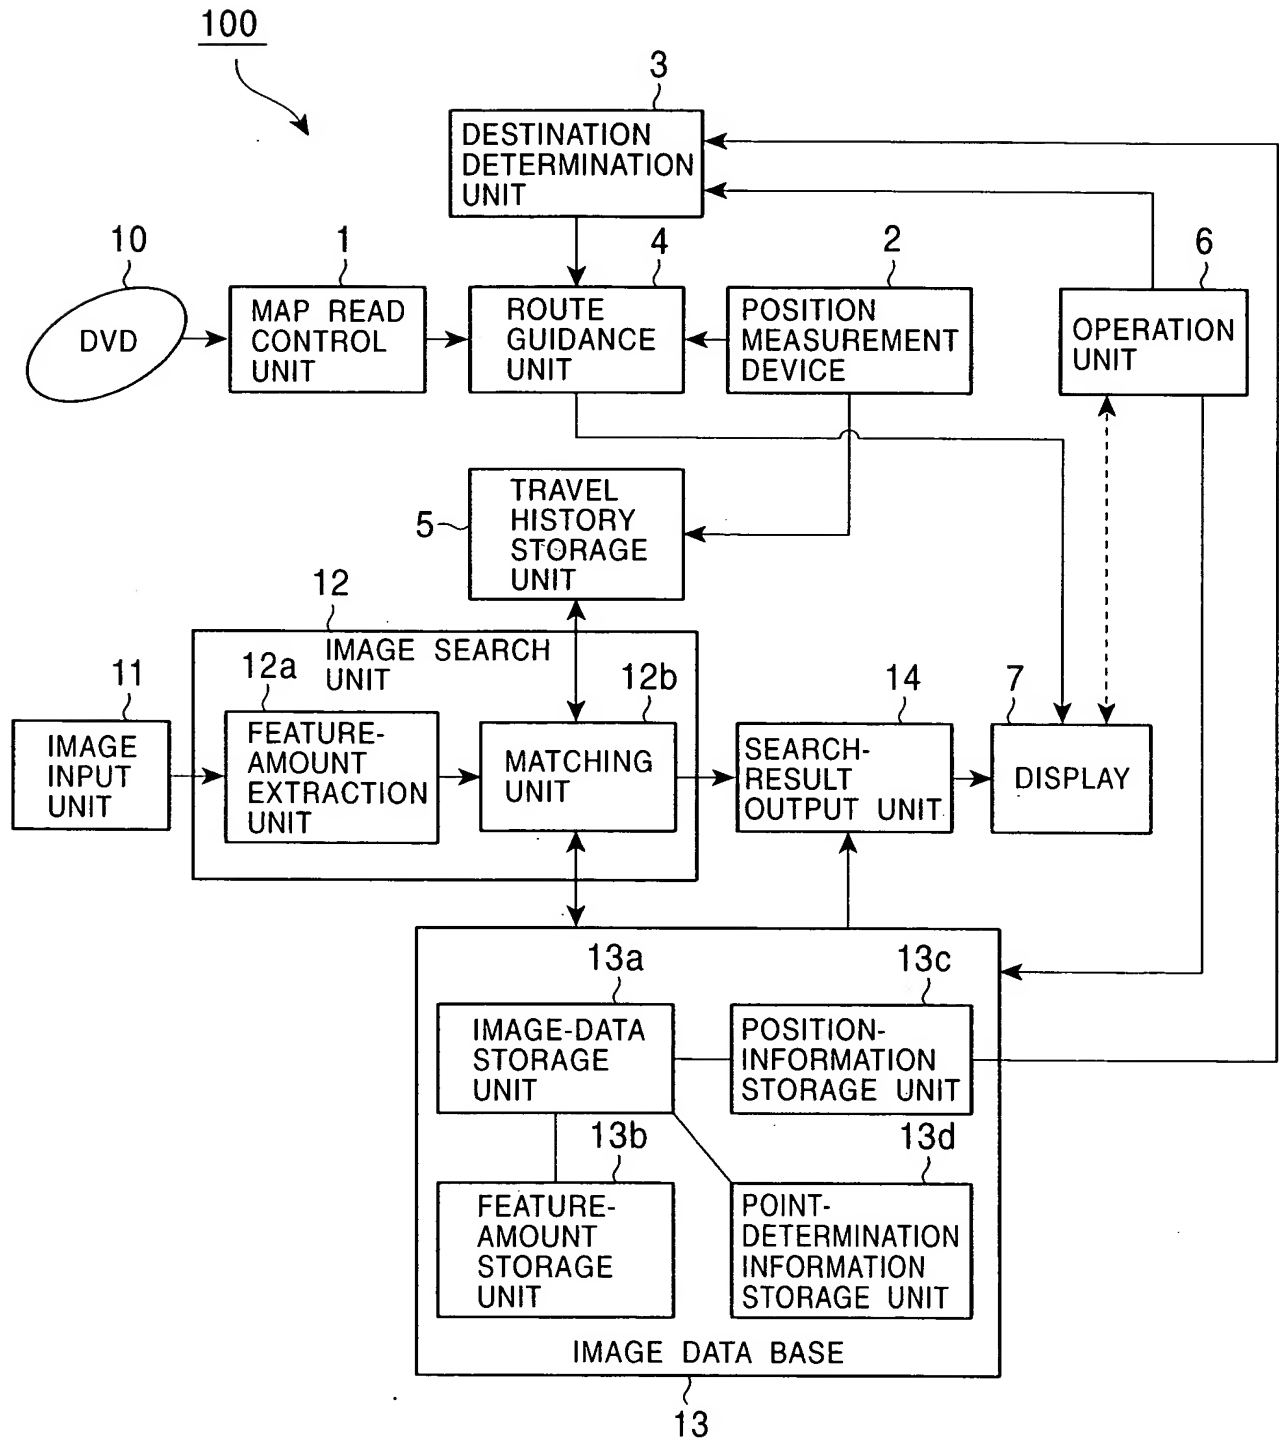 100
3
DESTINATION
DETERMINATION
UNIT
10
1
4
2
6
DVD
MAP READ
CONTROL
UNIT
ROUTE
GUIDANCE
UNIT
POSITION
MEASUREMENT
DEVICE
OPERATION
UNIT
5
TRAVEL
HISTORY
STORAGE
UNIT
12
IMAGE SEARCH
UNIT
11
12a
12b
14
7
IMAGE
INPUT
UNIT
FEATURE-
AMOUNT
EXTRACTION
UNIT
MATCHING
UNIT
SEARCH-
RESULT
OUTPUT UNIT
DISPLAY
13a
13c
IMAGE-DATA
STORAGE
UNIT
POSITION-
INFORMATION
STORAGE UNIT
13b
13d
FEATURE-
AMOUNT
STORAGE
UNIT
POINT-
DETERMINATION
INFORMATION
STORAGE UNIT
IMAGE DATA BASE
13